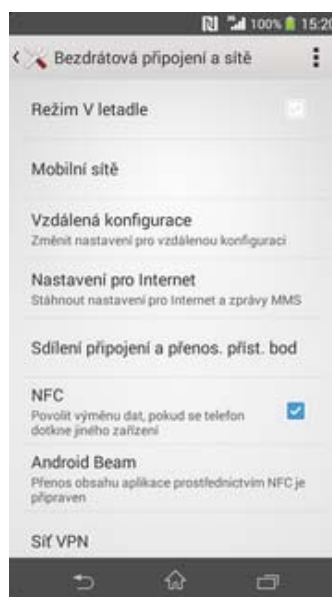 100% 15:20
Bezdrátová připojení a sítě
Režim V letadle
Mobilní sítě
Vzdálená konfigurace
Změnit nastavení pro vzdálenou konfiguraci
Nastavení pro Internet
Stáhnout nastavení pro Internet a zprávy MMS
Sdílení připojení a přenos. příst. bod
NFC
Povolit výměnu dat, pokud se telefon
dotkne jiného zařízení
Android Beam
Přenos obsahu aplikace prostřednictvím NFC je
připraven
Síť VPN